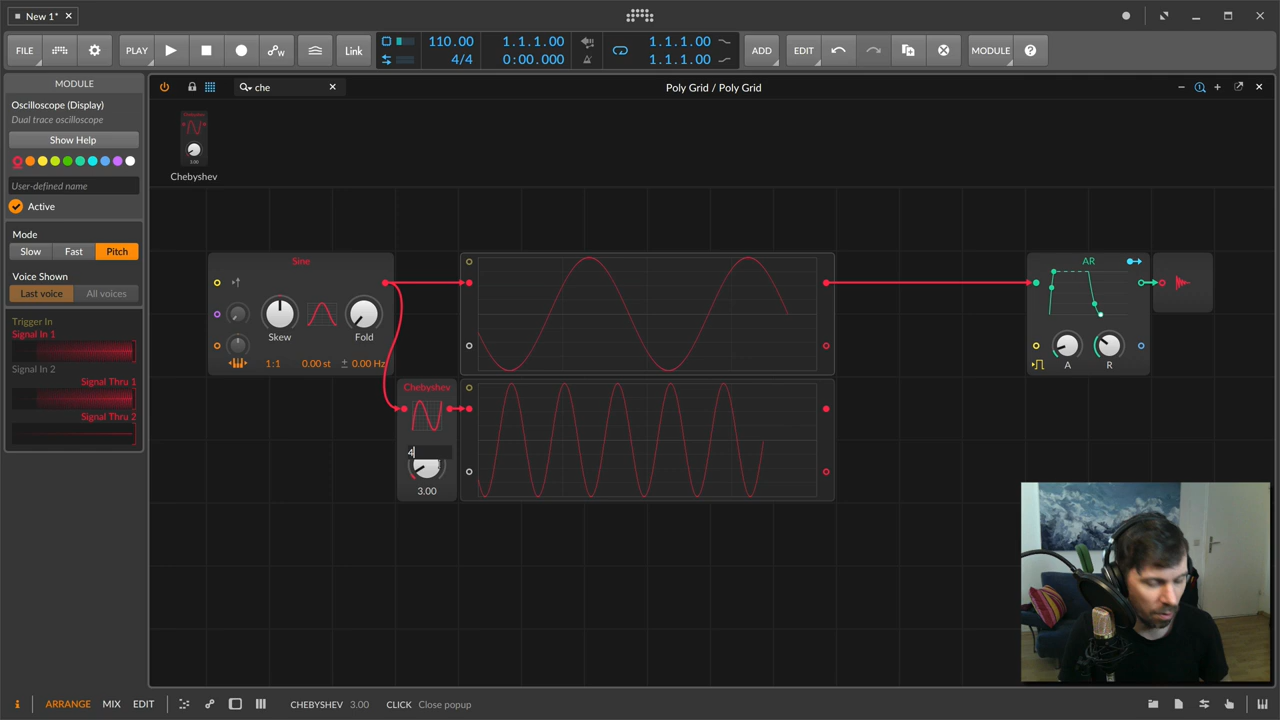 New 1*
FILE
PLAY
Link
110.00
4/4
1.1.1.00
0:00.000
1.1.1.00
1.1.1.00
ADD
EDIT
MODULE
MODULE
Oscilloscope (Display)
Dual trace oscilloscope
Show Help
User-defined name
Active
Mode
Slow
Fast
Pitch
Voice Shown
Last voice
All voices
Trigger In
Signal In 1
Signal In 2
Signal Thru 1
Signal Thru 2
che
Poly Grid / Poly Grid
Chebyshev
3.00
Chebyshev
Sine
Skew
Fold
1:1
0.00 st
± 0.00 Hz
Chebyshev
4
3.00
AR
A
R
ARRANGE
MIX
EDIT
CHEBYSHEV 3.00
CLICK Close popup